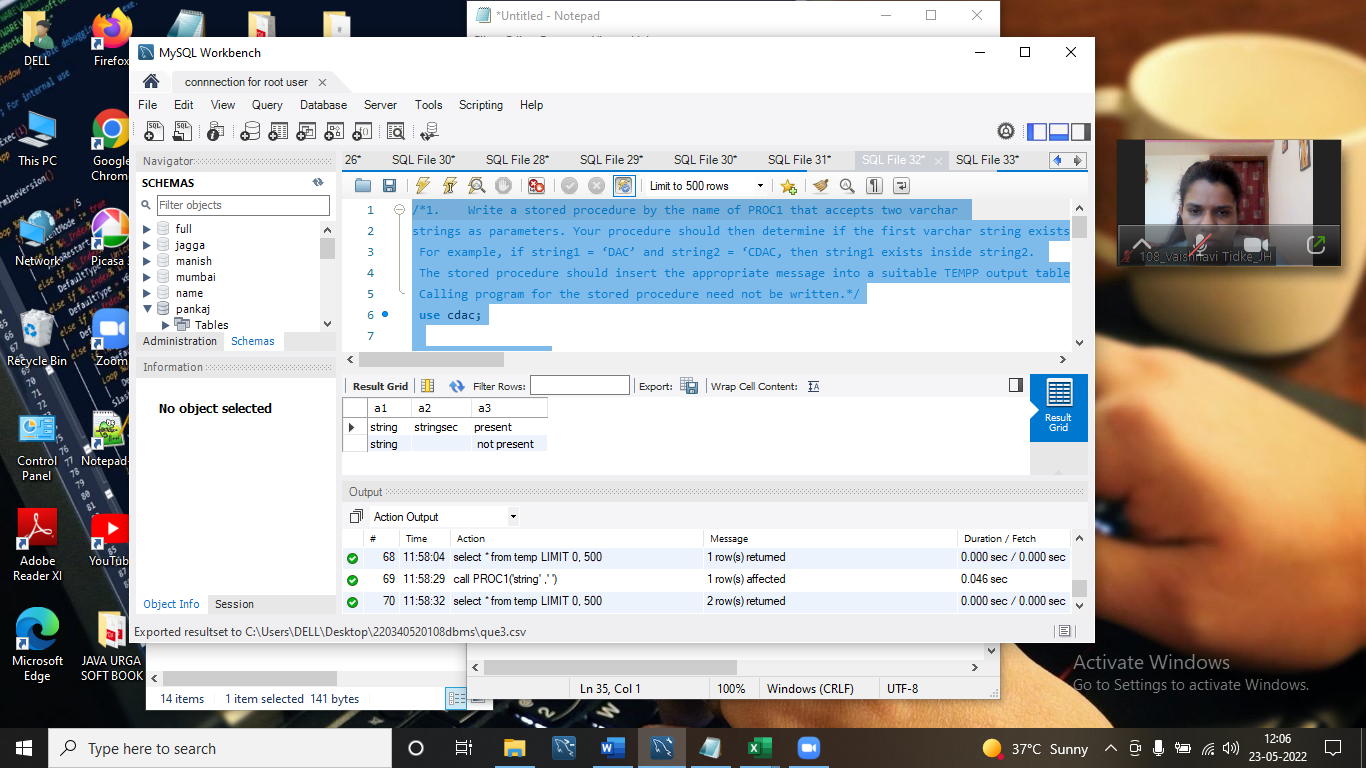 *Untitled - Notepad
DELL
Firefox
This PC
Google
Chrom
Network
Picasa 3
Recycle Bin
Zoom
Control
Panel
Notepad-
Adobe
Reader XI
YouTub
Microsoft
Edge
JAVA URGA
SOFT BOOK
MySQL Workbench
connnection for root user
File Edit View Query Database Server Tools Scripting Help
Navigator
SCHEMAS
Filter objects
full
jagga
manish
mumbai
name
pankaj
Tables
Administration Schemas
Information
No object selected
Object Info Session
26* SQL File 30* SQL File 28* SQL File 29* SQL File 30* SQL File 31* SQL File 32* SQL File 33*
Limit to 500 rows
1 /*1. Write a stored procedure by the name of PROC1 that accepts two varchar
2 strings as parameters. Your procedure should then determine if the first varchar string exists
3 For example, if string1 = ‘DAC’ and string2 = ‘CDAC, then string1 exists inside string2.
4 The stored procedure should insert the appropriate message into a suitable TEMPP output table
5 Calling program for the stored procedure need not be written.*/
6 use cdac;
7
Result Grid Filter Rows: Export: Wrap Cell Content:
a1 a2 a3
string stringsec present
string not present
Result
Grid
Output
Action Output
# Time Action Message Duration / Fetch
68 11:58:04 select * from temp LIMIT 0, 500 1 row(s) returned 0.000 sec / 0.000 sec
69 11:58:29 call PROC1('string' ,' ') 1 row(s) affected 0.046 sec
70 11:58:32 select * from temp LIMIT 0, 500 2 row(s) returned 0.000 sec / 0.000 sec
Exported resultset to C:\Users\DELL\Desktop\220340520108dbms\que3.csv
108_Vaishnavi Tidke_JH
14 items 1 item selected 141 bytes
Ln 35, Col 1 100% Windows (CRLF) UTF-8
Activate Windows
Go to Settings to activate Windows.
Type here to search
37°C Sunny
12:06
23-05-2022